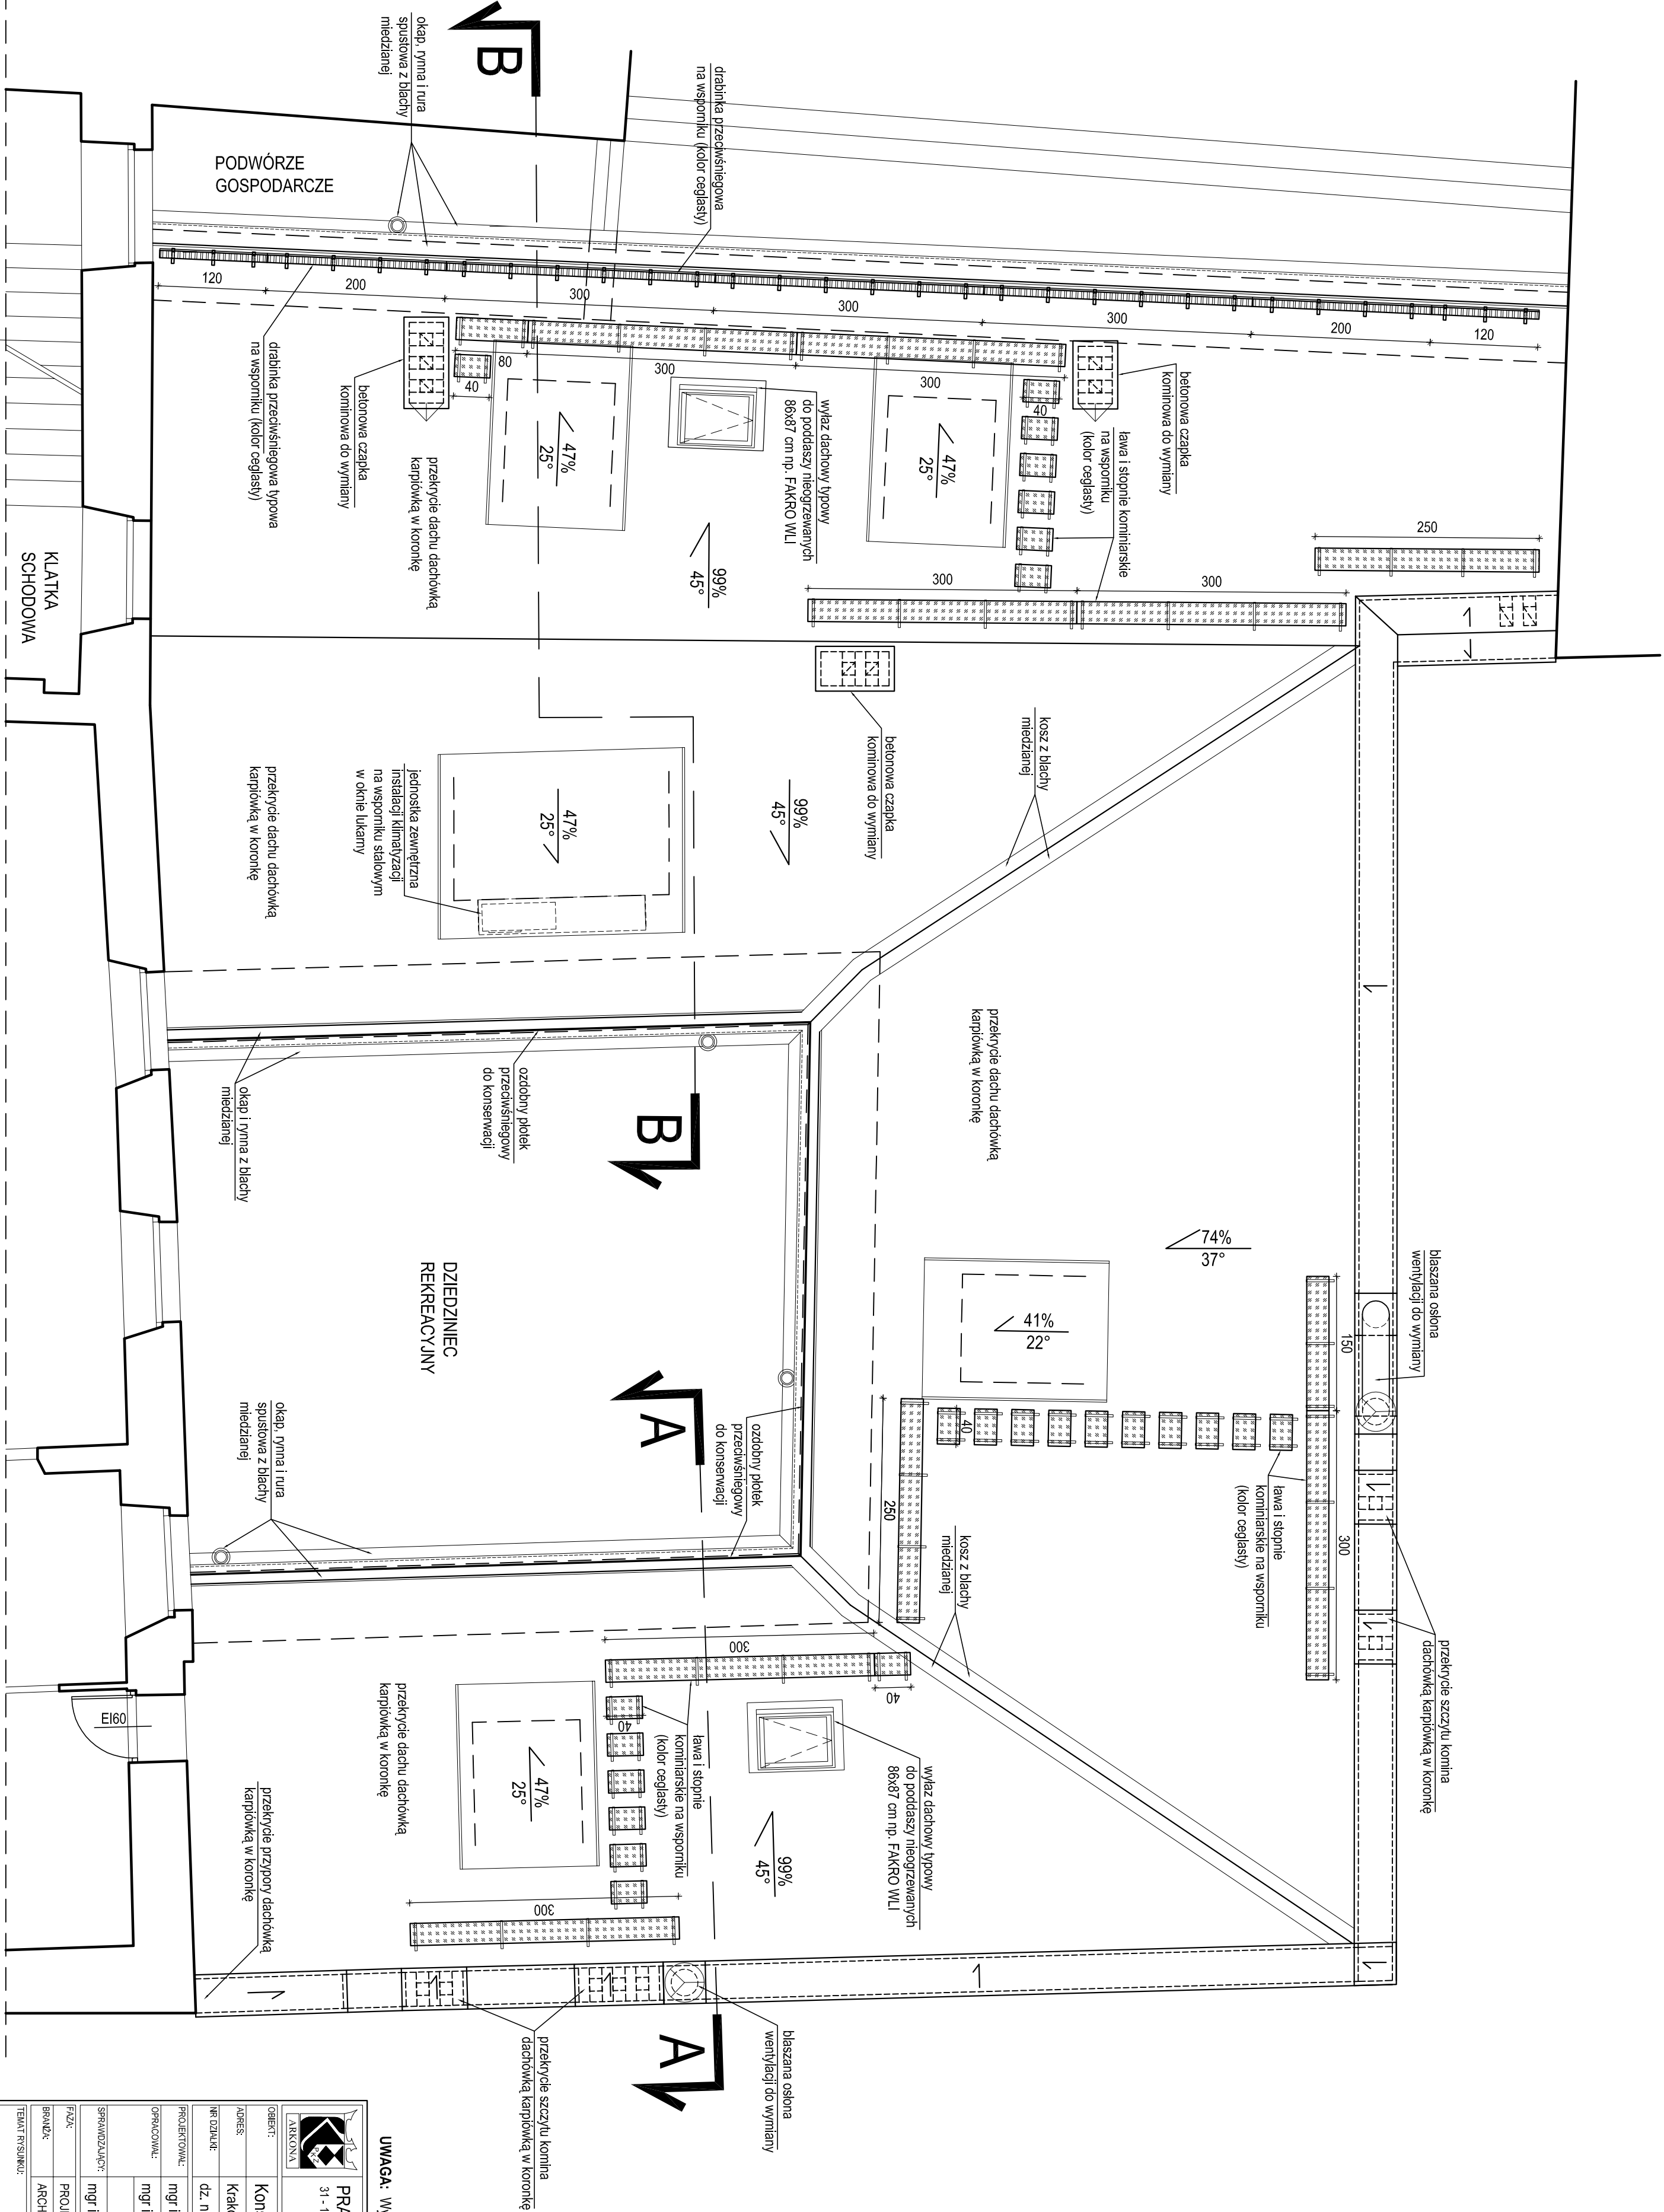 B
okap, rynna i rura
spustowa z blachy
miedzianej
drabinka przeciwśniegowa
na wsporniku (kolor ceglasty)
PODWÓRZE
GOSPODARCZE
120
200
300
300
300
200
120
drabinka przeciwśniegowa typowa
na wsporniku (kolor ceglasty)
betonowa czapka
kominowa do wymiany
80
40
300
300
40
betonowa czapka
kominowa do wymiany
ława i stopnie kominiarskie
na wsporniku
(kolor ceglasty)
wyłaz dachowy typowy
do poddaszy nieogrzewanych
86x87 cm np. FAKRO WLI
47%
25°
47%
25°
przekrycie dachu dachówką
karpiówką w koronkę
99%
45°
250
300
300
KLATKA
SCHODOWA
betonowa czapka
kominowa do wymiany
kosz z blachy
miedzianej
przekrycie dachu dachówką
karpiówką w koronkę
jednostka zewnętrzna
instalacji klimatyzacji
na wsporniku stalowym
w oknie lukarny
47%
25°
99%
45°
przekrycie dachu dachówką
karpiówką w koronkę
okap i rynna z blachy
miedzianej
ozdobny płotek
przeciwśniegowy
do konserwacji
B
74%
37°
41%
22°
blaszana osłona
wentylacji do wymiany
150
300
DZIEDZINIEC
REKREACYJNY
A
ozdobny płotek
przeciwśniegowy
do konserwacji
40
250
ława i stopnie
kominiarskie na wsporniku
(kolor ceglasty)
kosz z blachy
miedzianej
okap, rynna i rura
spustowa z blachy
miedzianej
przekrycie szczytu komina
dachówką karpiówką w koronkę
300
40
40
ława i stopnie
kominiarskie na wsporniku
(kolor ceglasty)
przekrycie dachu dachówką
karpiówką w koronkę
47%
25°
wyłaz dachowy typowy
do poddaszy nieogrzewanych
86x87 cm np. FAKRO WLI
99%
45°
300
EI60
przekrycie przypory dachówką
karpiówką w koronkę
A
blaszana osłona
wentylacji do wymiany
przekrycie szczytu komina
dachówką karpiówką w koronkę
UWAGA:
ARKONA
PKZ
31 - 1
OBIEKT:
ADRES:
NR DZIAŁKI:
dz. n
PROJEKTOWAŁ:
mgr i
OPRACOWAŁ:
mgr i
SPRAWDZAJĄCY:
mgr i
FAZA:
PROJ
BRANŻA:
ARCH
TEMAT RYSUNKU: